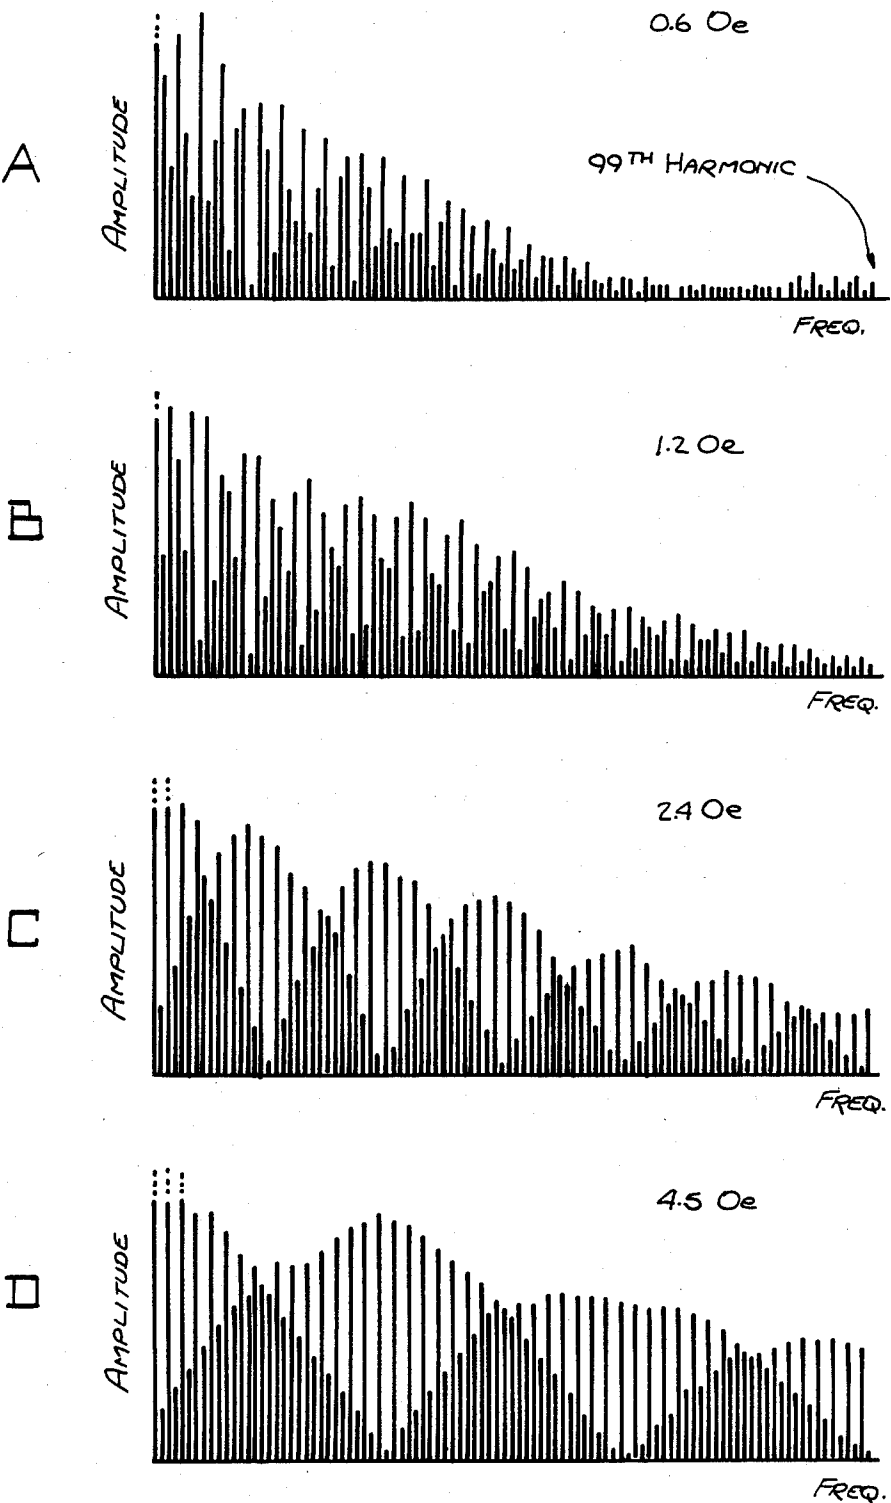 0.6 Oe
A
AMPLITUDE
99TH HARMONIC
FREQ.
1.2 Oe
B
AMPLITUDE
FREQ.
2.4 Oe
C
AMPLITUDE
FREQ.
4.5 Oe
D
AMPLITUDE
FREQ.